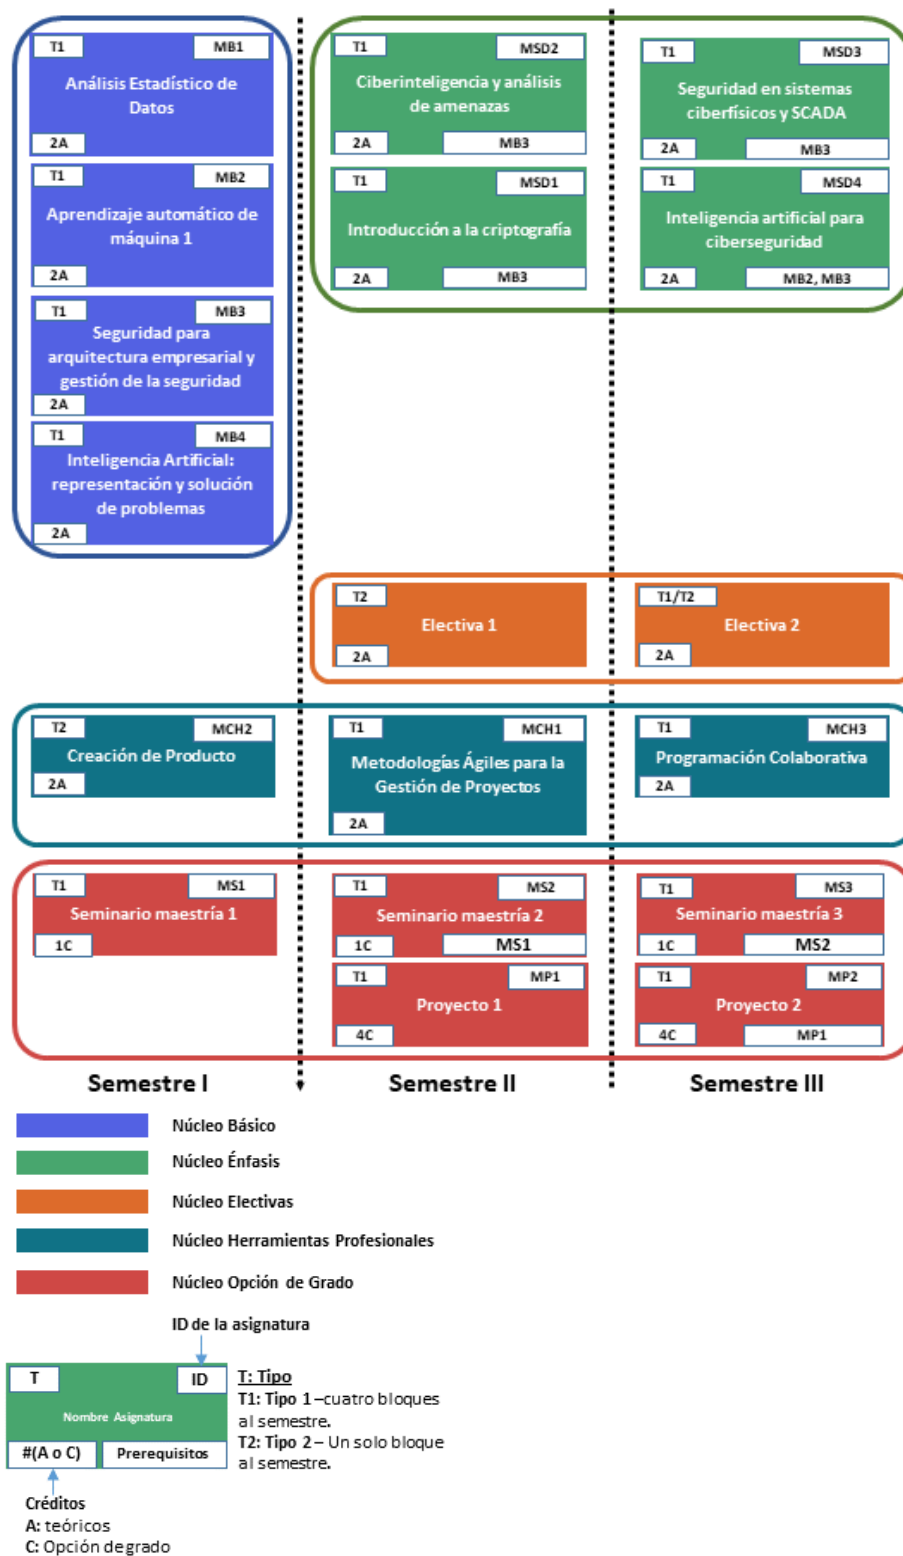 T1 MB1
Análisis Estadístico de
Datos
2A
T1 MB2
Aprendizaje automático de
máquina 1
2A
T1 MB3
Seguridad para
arquitectura empresarial y
gestión de la seguridad
2A
T1 MB4
Inteligencia Artificial:
representación y solución
de problemas
2A
T1 MSD2
Ciberinteligencia y análisis
de amenazas
2A MB3
T1 MSD1
Introducción a la criptografía
2A MB3
T1 MSD3
Seguridad en sistemas
ciberfísicos y SCADA
2A MB3
T1 MSD4
Inteligencia artificial para
ciberseguridad
2A MB2, MB3
T2
Electiva 1
2A
T1/T2
Electiva 2
2A
T2 MCH2
Creación de Producto
2A
T1 MCH1
Metodologías Ágiles para la
Gestión de Proyectos
2A
T1 MCH3
Programación Colaborativa
2A
T1 MS1
Seminario maestría 1
1C
T1 MS2
Seminario maestría 2
1C MS1
T1 MS3
Seminario maestría 3
1C MS2
T1 MP1
Proyecto 1
4C
T1 MP2
Proyecto 2
4C MP1
Semestre I Semestre II Semestre III
Núcleo Básico
Núcleo Énfasis
Núcleo Electivas
Núcleo Herramientas Profesionales
Núcleo Opción de Grado
ID de la asignatura
T ID
Nombre Asignatura
#(A o C) Prerequisitos
T: Tipo
T1: Tipo 1 –cuatro bloques
al semestre.
T2: Tipo 2 – Un solo bloque
al semestre.
Créditos
A: teóricos
C: Opción de grado